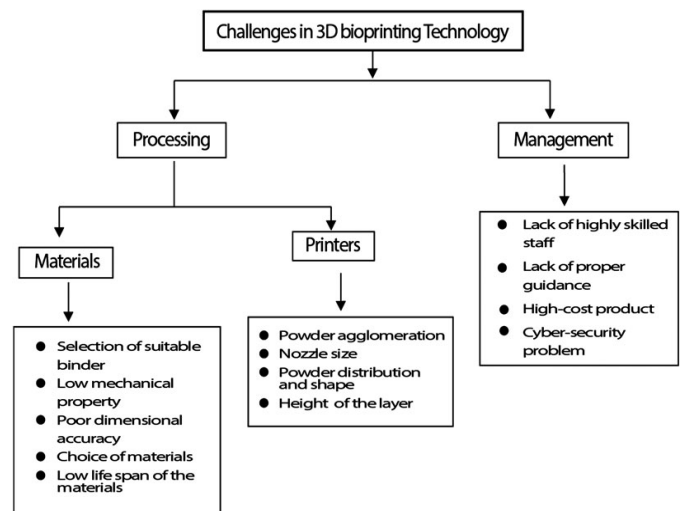 Challenges in 3D bioprinting Technology
Processing
Management
Materials
Printers
● Selection of suitable
binder
● Low mechanical
property
● Poor dimensional
accuracy
● Choice of materials
● Low life span of the
materials
● Powder agglomeration
● Nozzle size
● Powder distribution
and shape
● Height of the layer
● Lack of highly skilled
staff
● Lack of proper
guidance
● High-cost product
● Cyber-security
problem